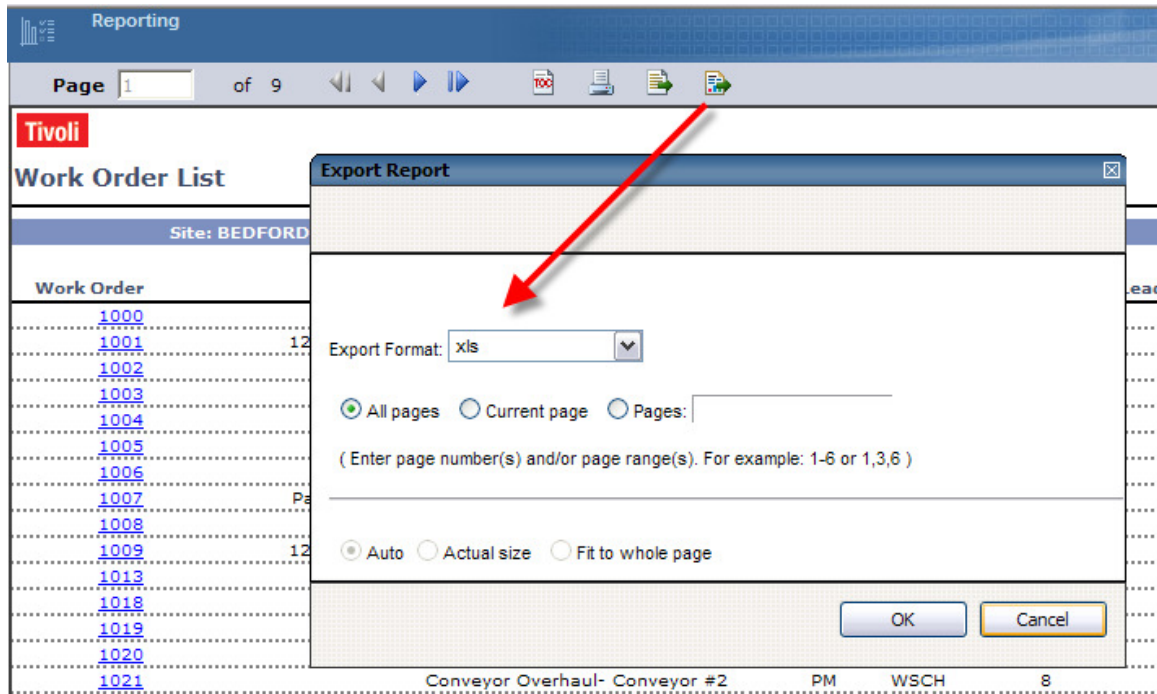 Reporting
Page 1 of 9 TOC
Tivoli
Work Order List
Export Report
Site: BEDFORD
Work Order
1000
1001 12
1002
1003
1004
1005
1006
1007 Pa
1008
1009 12
1013
1018
1019
1020
1021 Conveyor Overhaul- Conveyor #2 PM WSCH 8
Export Format: xls
All pages Current page Pages:
( Enter page number(s) and/or page range(s). For example: 1-6 or 1,3,6 )
Auto Actual size Fit to whole page
OK Cancel